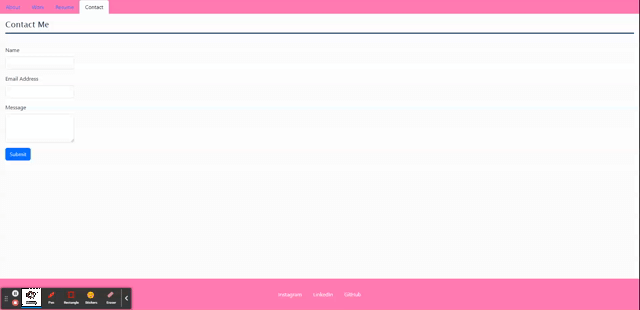 About Work Resume Contact
Contact Me
Name
Email Address
Message
Submit
Instagram LinkedIn GitHub
Pen Rectangle Stickers Eraser